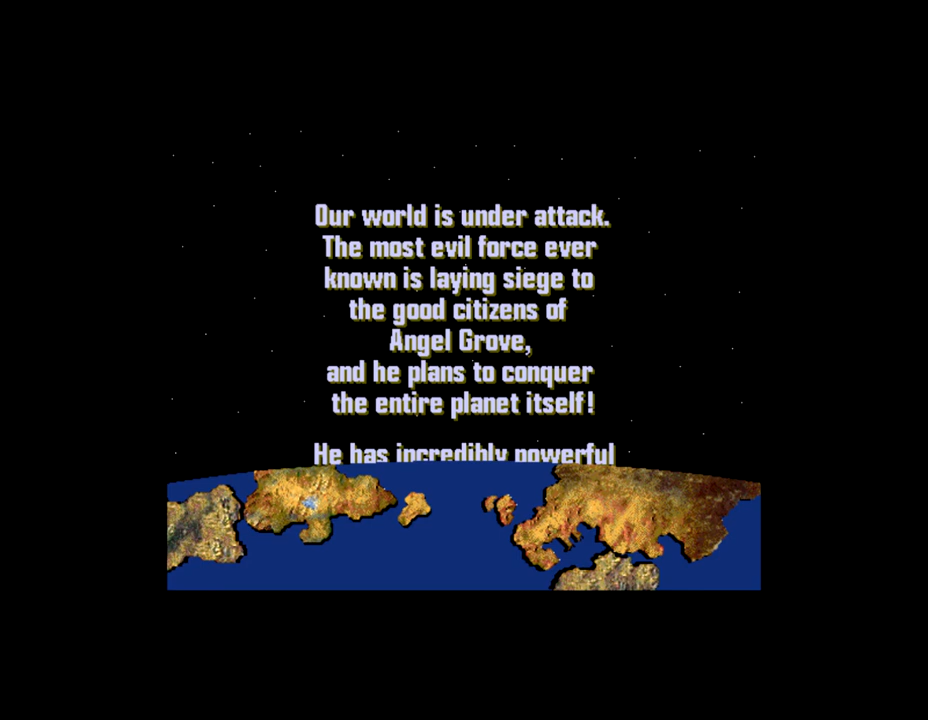 Our world is under attack.
The most evil force ever
known is laying siege to
the good citizens of
Angel Grove,
and he plans to conquer
the entire planet itself!
He has incredibly powerful